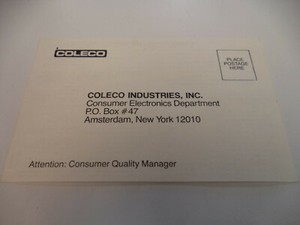 COLECO
PLACE
POSTAGE
HERE
COLECO INDUSTRIES, INC.
Consumer Electronics Department
P.O. Box #47
Amsterdam, New York 12010
Attention: Consumer Quality Manager